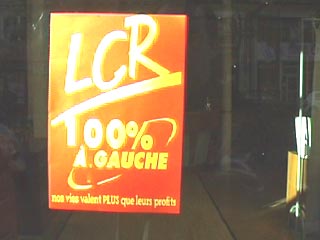 LCR
100%
A GAUCHE
nos vies valent PLUS que leurs profits